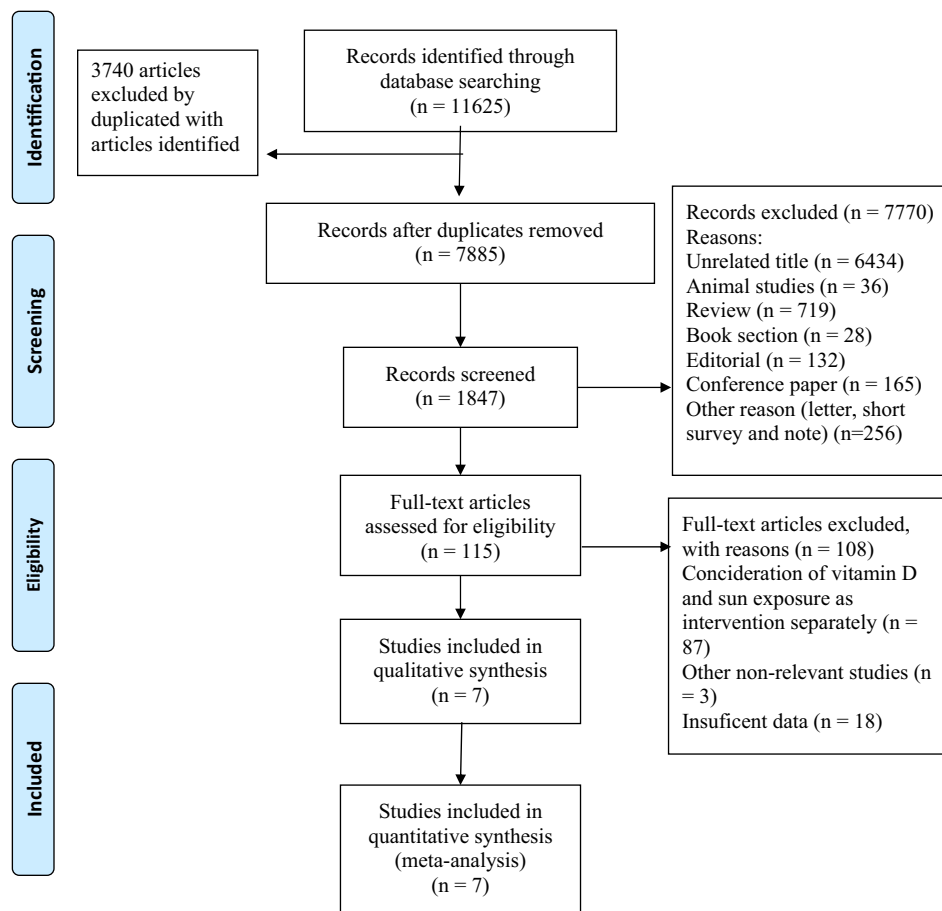 Identification
3740 articles
excluded by
duplicated with
articles identified
Records identified through
database searching
(n = 11625)
Records after duplicates removed
(n = 7885)
Screening
Records screened
(n = 1847)
Records excluded (n = 7770)
Reasons:
Unrelated title (n = 6434)
Animal studies (n = 36)
Review (n = 719)
Book section (n = 28)
Editorial (n = 132)
Conference paper (n = 165)
Other reason (letter, short
survey and note) (n=256)
Eligibility
Full-text articles
assessed for eligibility
(n = 115)
Full-text articles excluded,
with reasons (n = 108)
Concideration of vitamin D
and sun exposure as
intervention separately (n =
87)
Other non-relevant studies (n
= 3)
Insuficent data (n = 18)
Studies included in
qualitative synthesis
(n = 7)
Included
Studies included in
quantitative synthesis
(meta-analysis)
(n = 7)